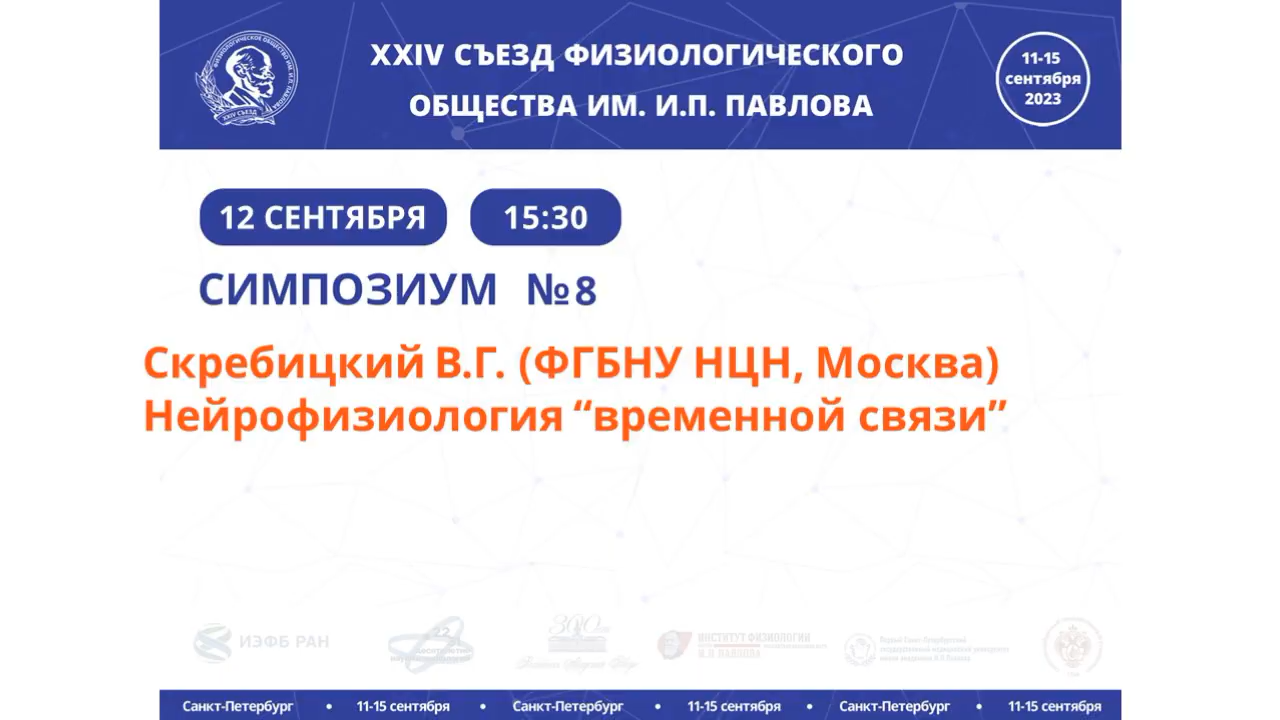 XXIV СЪЕЗД ФИЗИОЛОГИЧЕСКОГО
ОБЩЕСТВА ИМ. И.П. ПАВЛОВА
11-15
сентября
2023
12 СЕНТЯБРЯ 15:30
СИМПОЗИУМ №8
Скребицкий В.Г. (ФГБНУ НЦН, Москва)
Нейрофизиология “временной связи”
ИЭФБ РАН
300
ИНСТИТУТ ФИЗИОЛОГИИ
И.П. ПАВЛОВА
Санкт-Петербург • 11-15 сентября • Санкт-Петербург • 11-15 сентября • Санкт-Петербург • 11-15 сентября